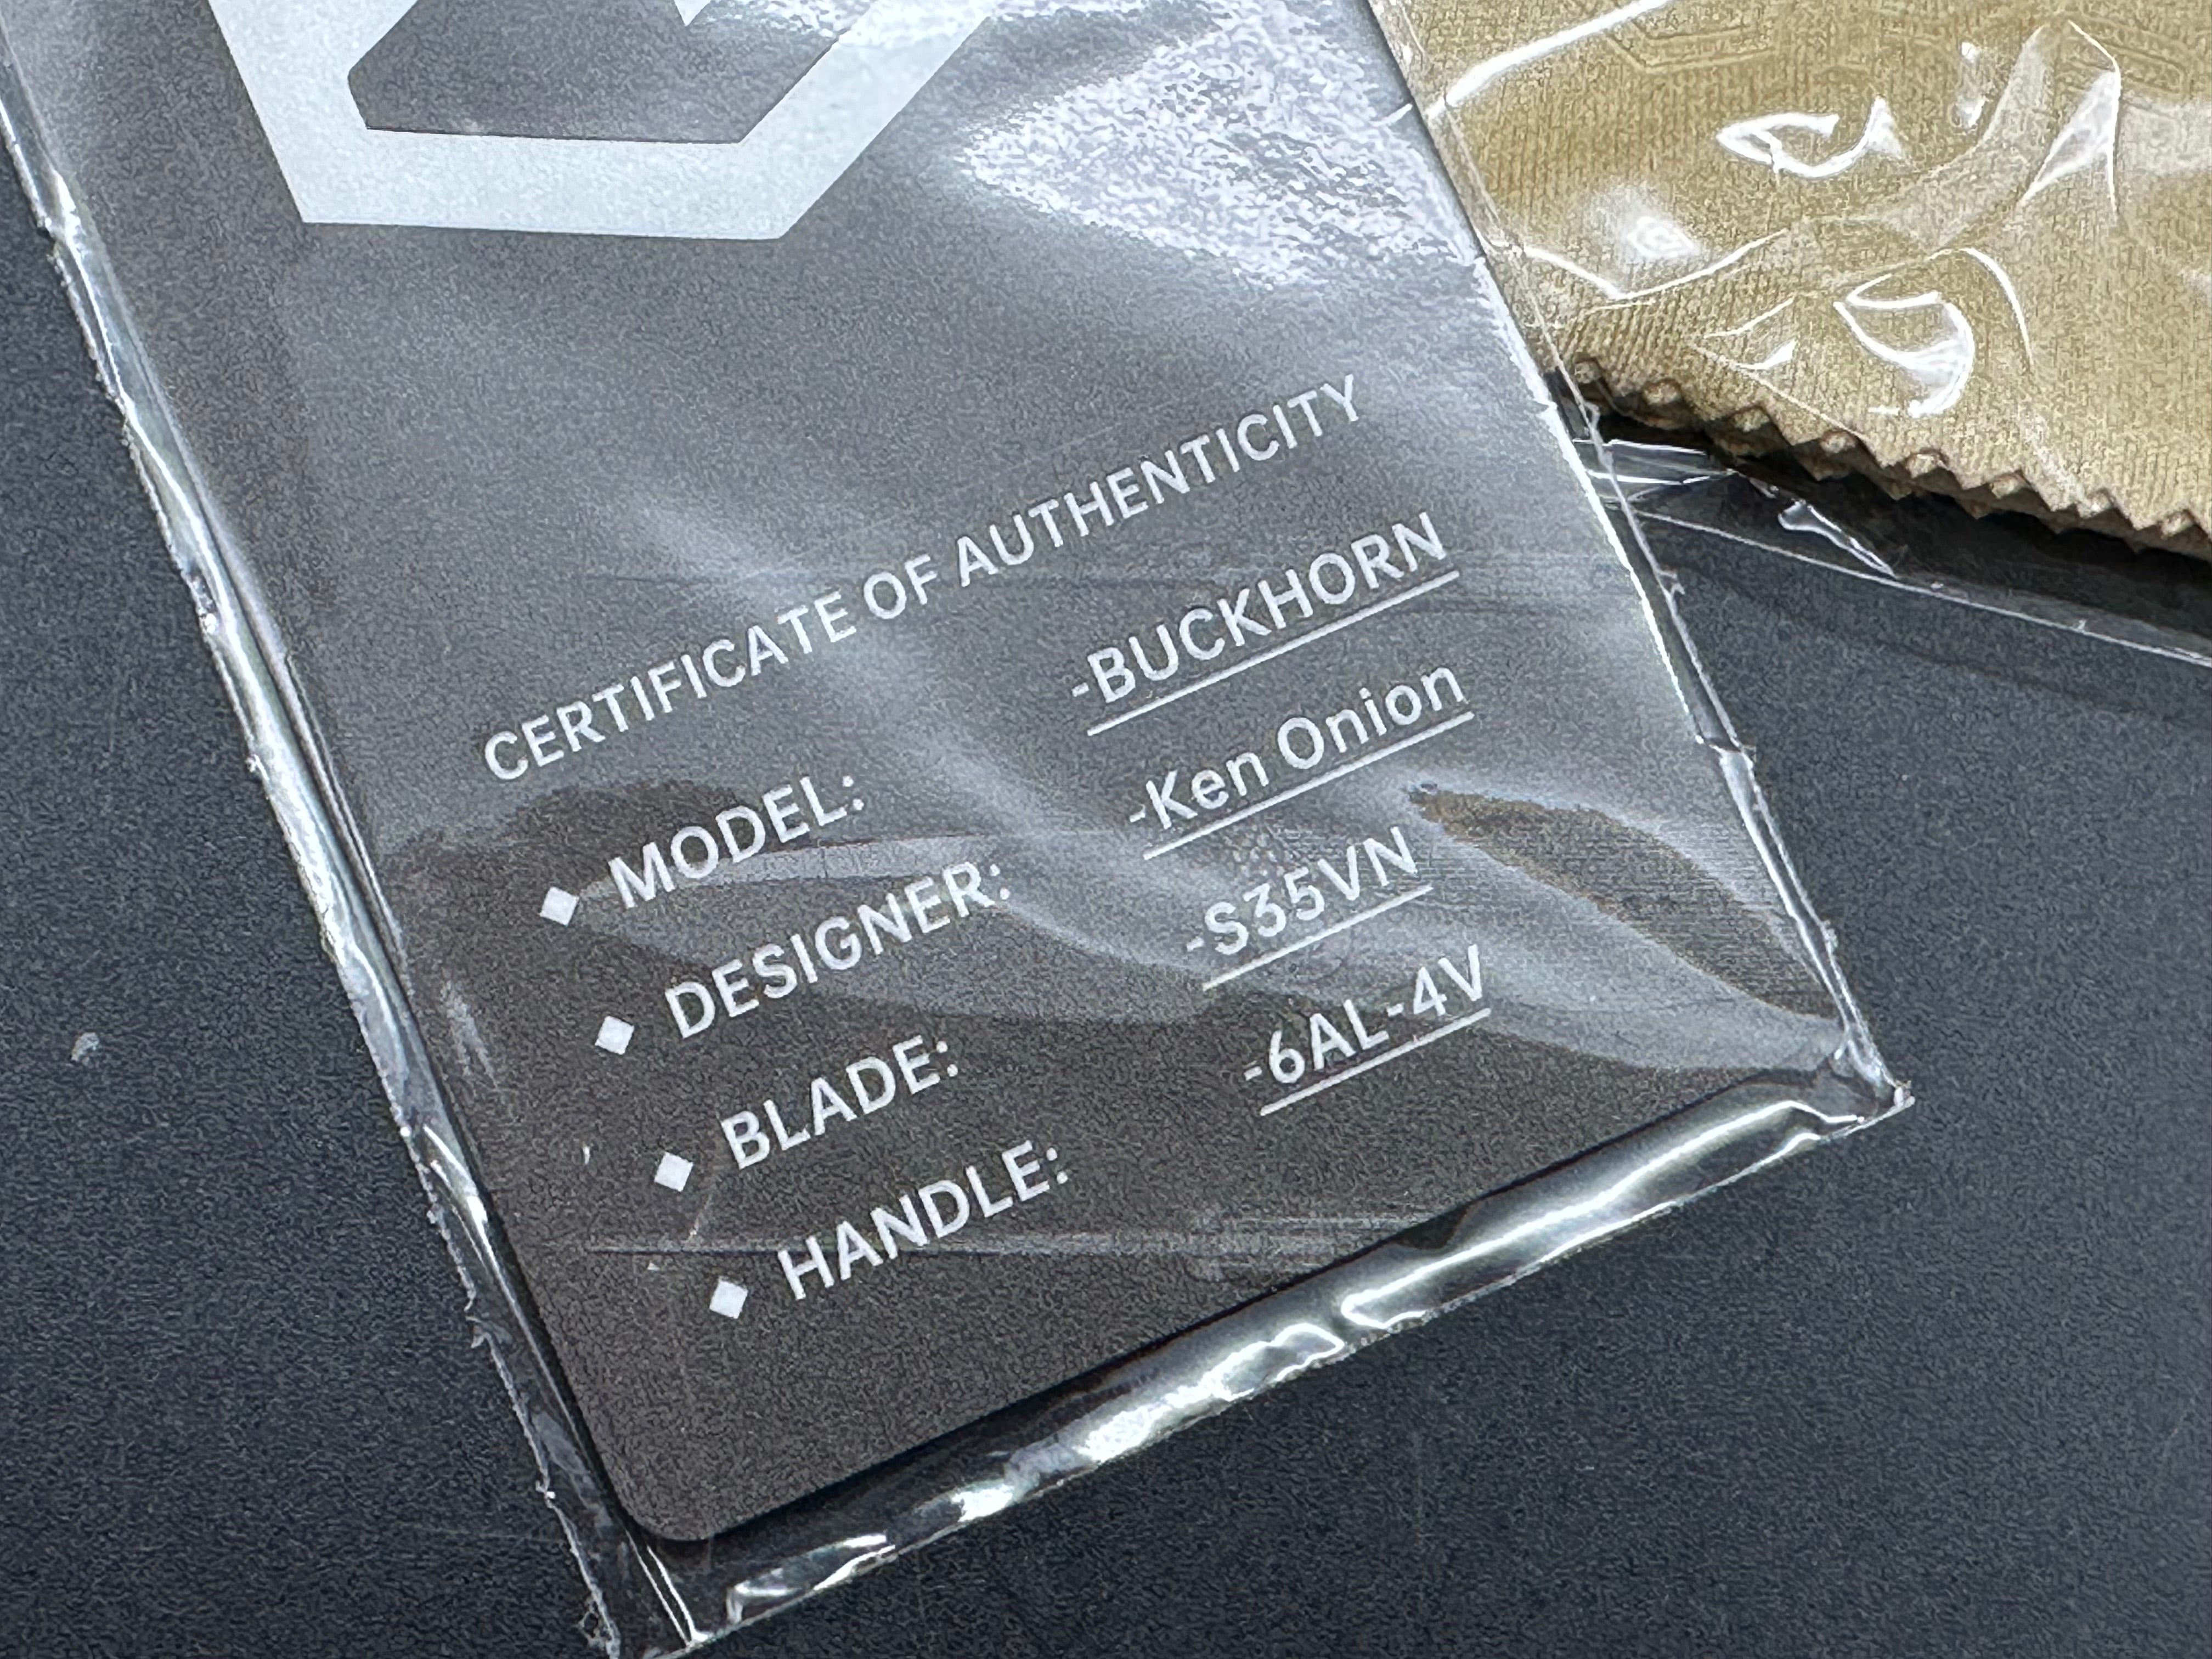 CERTIFICATE OF AUTHENTICITY
◆ MODEL: -BUCKHORN
◆ DESIGNER: -Ken Onion
◆ BLADE: -S35VN
◆ HANDLE: -6AL-4V